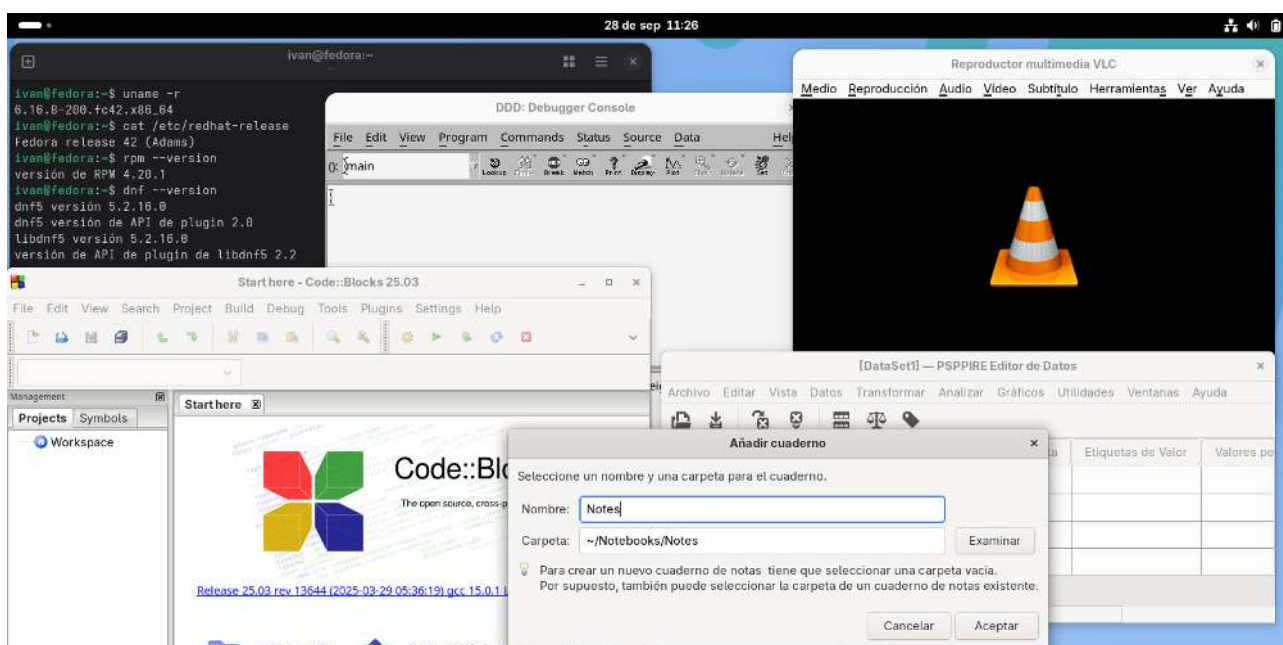 28 de sep 11:26
ivan@fedora:~
ivan@fedora:~$ uname -r
6.16.8-200.fc42.x86_64
ivan@fedora:~$ cat /etc/redhat-release
Fedora release 42 (Adams)
ivan@fedora:~$ rpm --version
versión de RPM 4.20.1
ivan@fedora:~$ dnf --version
dnf5 versión 5.2.16.0
dnf5 versión de API de plugin 2.0
libdnf5 versión 5.2.16.0
versión de API de plugin de libdnf5 2.2
DDD: Debugger Console
File Edit View Program Commands Status Source Data Help
(): main
Lookup Break Watch Print Display Plot Set
Reproductor multimedia VLC
Medio Reproducción Audio Vídeo Subtítulo Herramientas Ver Ayuda
Start here - Code::Blocks 25.03
File Edit View Search Project Build Debug Tools Plugins Settings Help
Management
Projects Symbols
Workspace
Start here
Code::Blo
The open source, cross-p
Release 25.03 rev 13644 (2025-03-29 05:36:19) gcc 15.0.1 L
[DataSet1] — PSPPIRE Editor de Datos
Archivo Editar Vista Datos Transformar Analizar Gráficos Utilidades Ventanas Ayuda
Etiquetas de Valor Valores pe
Añadir cuaderno
Seleccione un nombre y una carpeta para el cuaderno.
Nombre: Notes
Carpeta: ~/Notebooks/Notes
Examinar
Para crear un nuevo cuaderno de notas tiene que seleccionar una carpeta vacía.
Por supuesto, también puede seleccionar la carpeta de un cuaderno de notas existente.
Cancelar Aceptar